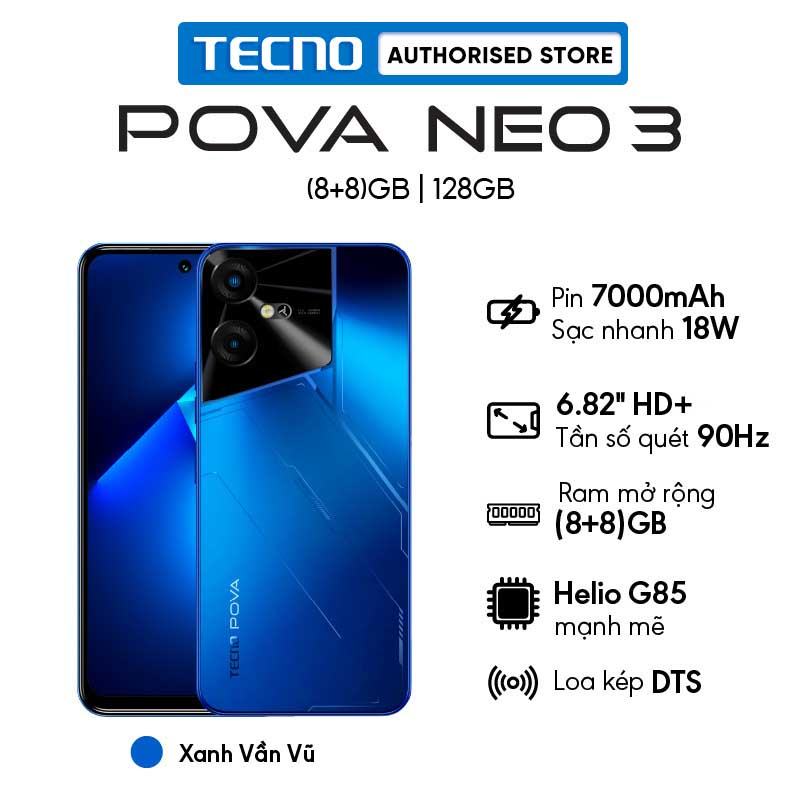 TECNO AUTHORISED STORE
POVA NEO 3
(8+8)GB | 128GB
Pin 7000mAh
Sạc nhanh 18W
6.82" HD+
Tần số quét 90Hz
Ram mở rộng
(8+8)GB
Helio G85
mạnh mẽ
Loa kép DTS
TECNO POVA
Xanh Vần Vũ